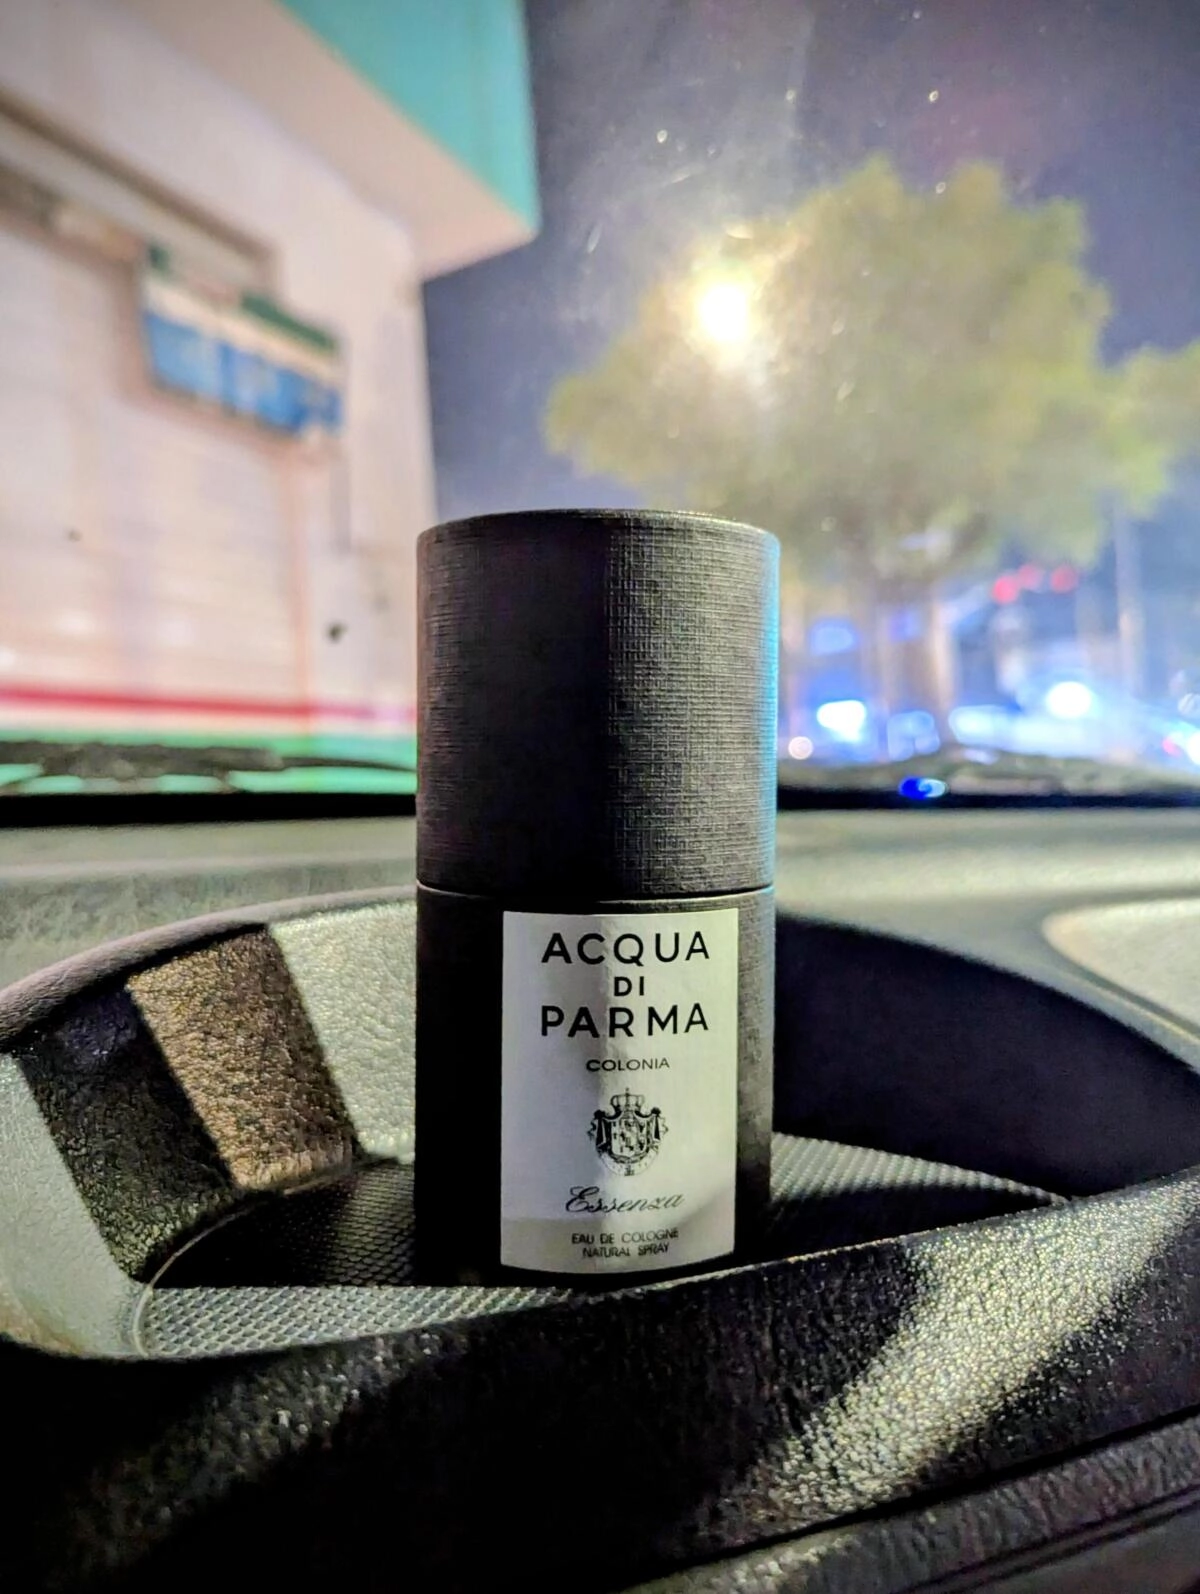 ACQUA
DI
PARMA
COLONIA
Essenza
EAU DE COLOGNE
NATURAL SPRAY